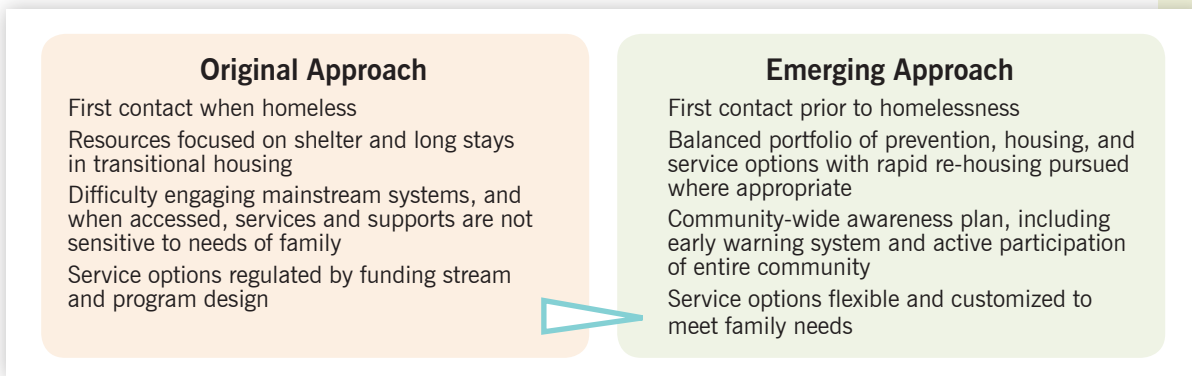 Original Approach
First contact when homeless
Resources focused on shelter and long stays
in transitional housing
Difficulty engaging mainstream systems, and
when accessed, services and supports are not
sensitive to needs of family
Service options regulated by funding stream
and program design
Emerging Approach
First contact prior to homelessness
Balanced portfolio of prevention, housing, and
service options with rapid re-housing pursued
where appropriate
Community-wide awareness plan, including
early warning system and active participation
of entire community
Service options flexible and customized to
meet family needs